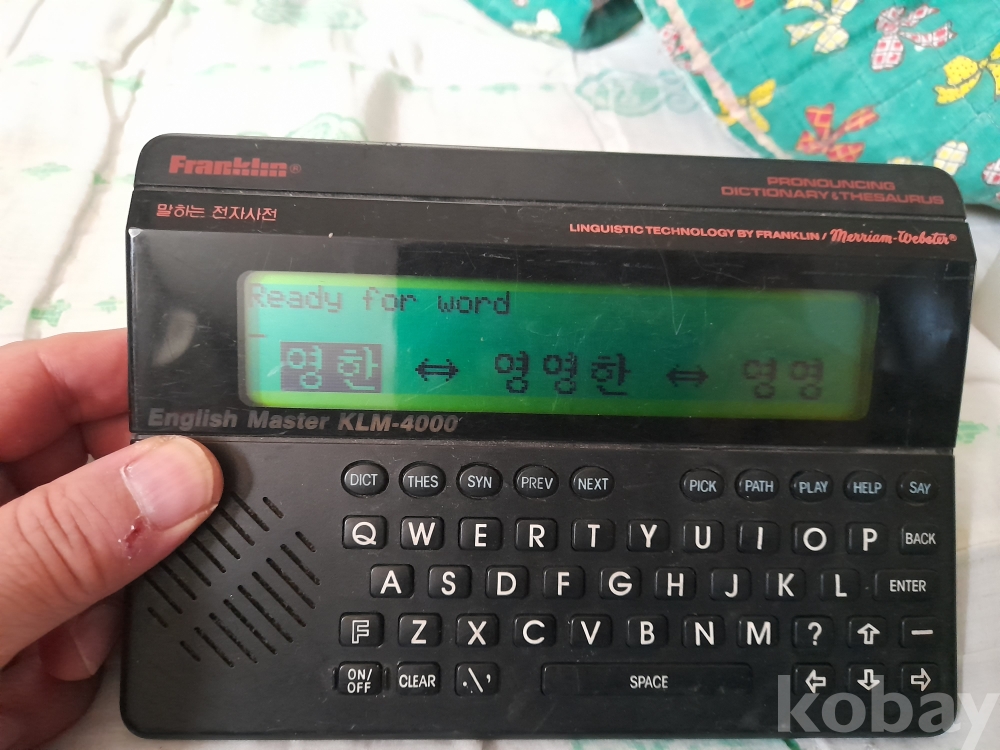 Franklin®
PRONOUNCING
DICTIONARY & THESAURUS
말하는 전자사전
LINGUISTIC TECHNOLOGY BY FRANKLIN / Merriam-Webster®
Ready for word
영한 ⇔ 영영한 ⇔ 영영
English Master KLM-4000
DICT THES SYN PREV NEXT PICK PATH PLAY HELP SAY
Q W E R T Y U I O P BACK
A S D F G H J K L ENTER
F Z X C V B N M ? ⇧ –
ON/OFF CLEAR .\' SPACE ⇦ ⇩ ⇨
kobay